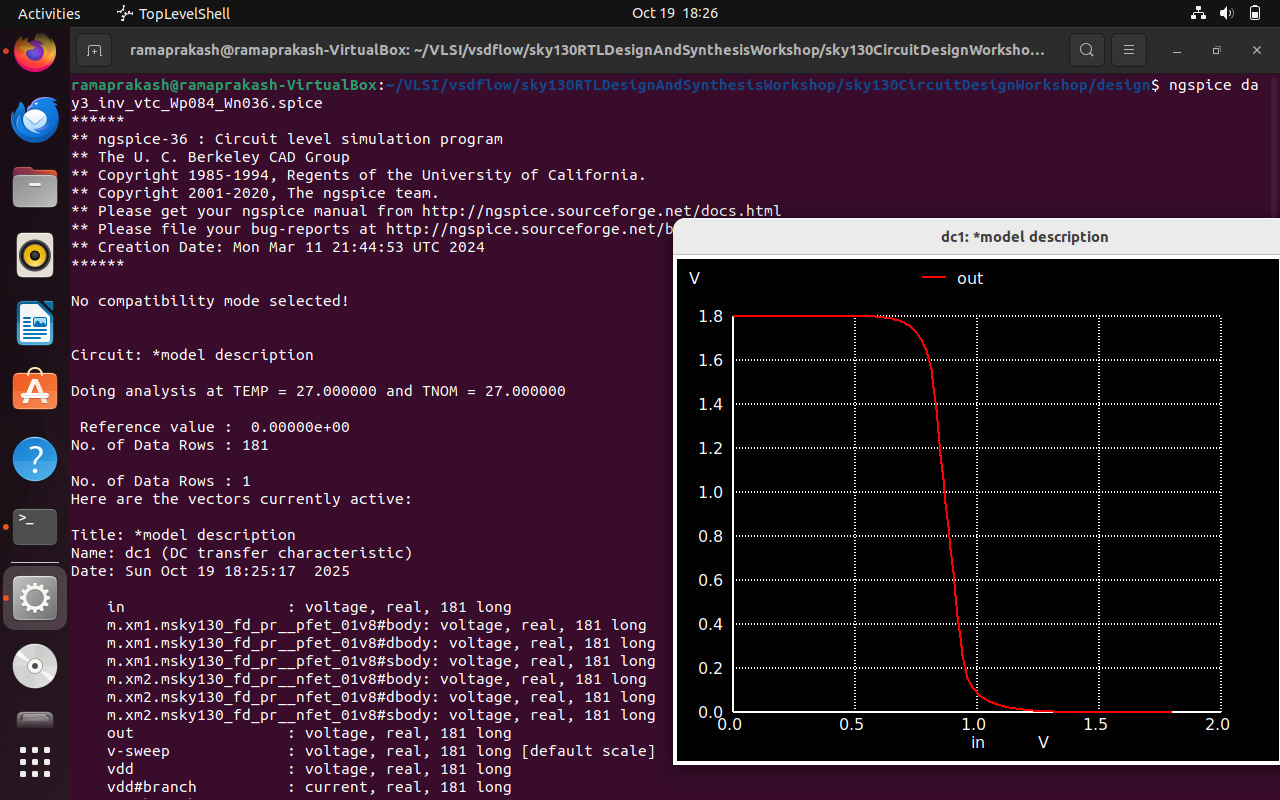 Activities TopLevelShell Oct 19 18:26
ramaprakash@ramaprakash-VirtualBox: ~/VLSI/vsdflow/sky130RTLDesignAndSynthesisWorkshop/sky130CircuitDesignWorksho...
ramaprakash@ramaprakash-VirtualBox:~/VLSI/vsdflow/sky130RTLDesignAndSynthesisWorkshop/sky130CircuitDesignWorkshop/design$ ngspice da
y3_inv_vtc_Wp084_Wn036.spice
******
** ngspice-36 : Circuit level simulation program
** The U. C. Berkeley CAD Group
** Copyright 1985-1994, Regents of the University of California.
** Copyright 2001-2020, The ngspice team.
** Please get your ngspice manual from http://ngspice.sourceforge.net/docs.html
** Please file your bug-reports at http://ngspice.sourceforge.net/b
** Creation Date: Mon Mar 11 21:44:53 UTC 2024
******
No compatibility mode selected!
Circuit: *model description
Doing analysis at TEMP = 27.000000 and TNOM = 27.000000
Reference value : 0.00000e+00
No. of Data Rows : 181
No. of Data Rows : 1
Here are the vectors currently active:
Title: *model description
Name: dc1 (DC transfer characteristic)
Date: Sun Oct 19 18:25:17 2025
in : voltage, real, 181 long
m.xm1.msky130_fd_pr__pfet_01v8#body: voltage, real, 181 long
m.xm1.msky130_fd_pr__pfet_01v8#dbody: voltage, real, 181 long
m.xm1.msky130_fd_pr__pfet_01v8#sbody: voltage, real, 181 long
m.xm2.msky130_fd_pr__nfet_01v8#body: voltage, real, 181 long
m.xm2.msky130_fd_pr__nfet_01v8#dbody: voltage, real, 181 long
m.xm2.msky130_fd_pr__nfet_01v8#sbody: voltage, real, 181 long
out : voltage, real, 181 long
v-sweep : voltage, real, 181 long [default scale]
vdd : voltage, real, 181 long
vdd#branch : current, real, 181 long
dc1: *model description
V out
1.8
1.6
1.4
1.2
1.0
0.8
0.6
0.4
0.2
0.0
0.0 0.5 1.0 1.5 2.0
in V